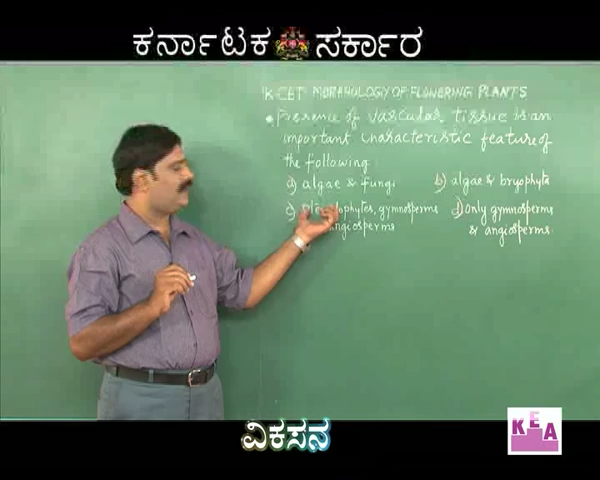 ಕರ್ನಾಟಕ ಸರ್ಕಾರ
'K-CET' MORPHOLOGY OF FLOWERING PLANTS
* Presence of vascular tissue is an
important characteristic feature of
the following
a) algae & fungi b) algae & bryophyta
c) gymnosperms d) Only gymnosperms
angiosperms & angiosperms
ವಿಕಸನ
KEA